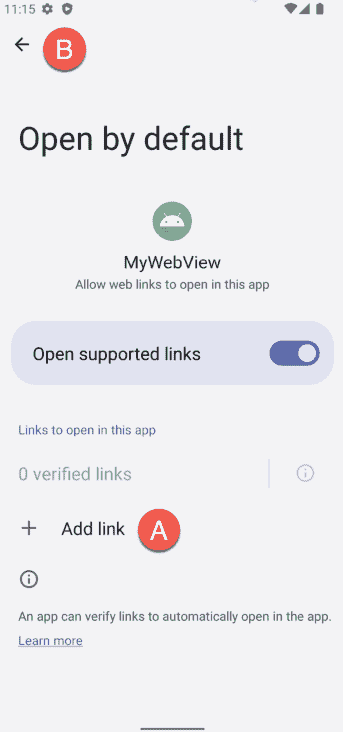 11:15
B
Open by default
MyWebView
Allow web links to open in this app
Open supported links
Links to open in this app
0 verified links
+ Add link A
An app can verify links to automatically open in the app.
Learn more